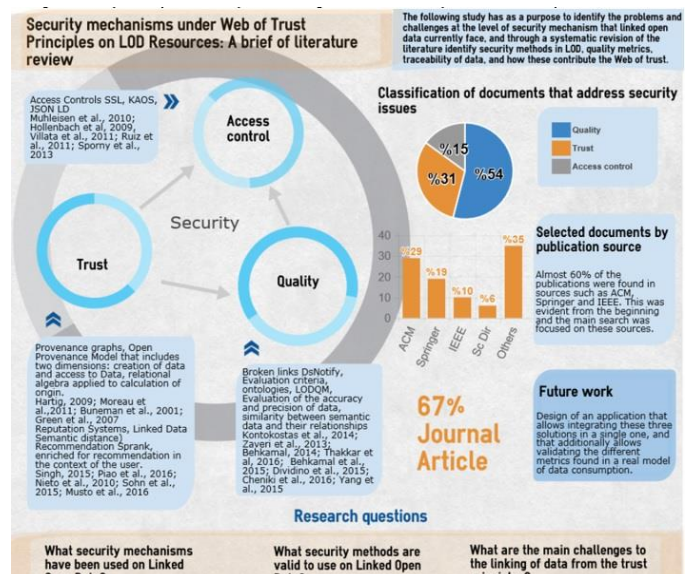 Security mechanisms under Web of Trust
Principles on LOD Resources: A brief of literature
review
The following study has as a purpose to identify the problems and
challenges at the level of security mechanism that linked open
data currently face, and through a systematic revision of the
literature identify security methods in LOD, quality metrics,
traceability of data, and how these contribute the Web of trust.
Access Controls SSL, KAOS,
JSON LD
Muhleisen et al., 2010;
Hollenbach et al, 2009,
Villata et al., 2011; Ruiz et
al., 2011; Sporny et al.,
2013
Access
control
Security
Trust
Quality
Provenance graphs, Open
Provenance Model that includes
two dimensions: creation of data
and access to Data, relational
algebra applied to calculation of
origin.
Hartig, 2009; Moreau et
al.,2011; Buneman et al., 2001;
Green et al., 2007
Reputation Systems, Linked Data
Semantic distance)
Recommendation Sprank,
enriched for recommendation in
the context of the user.
Singh, 2015; Piao et al., 2016;
Nieto et al., 2010; Sohn et al.,
2015; Musto et al., 2016
Broken links DsNotify,
Evaluation criteria,
ontologies, LODQM,
Evaluation of the accuracy
and precision of data,
similarity between semantic
data and their relationships
Kontokostas et al., 2014;
Zaveri et al., 2013;
Behkamal, 2014; Thakkar et
al, 2016; Behkamal et al.,
2015; Dividino et al., 2015;
Cheniki et al., 2016; Yang et
al., 2015
Classification of documents that address security
issues
%15
%31
%54
Quality
Trust
Access control
40
30
20
10
0
%29
%19
%10
%6
%35
ACM
Springer
IEEE
Sc Dir
Others
Selected documents by
publication source
Almost 60% of the
publications were found in
sources such as ACM,
Springer and IEEE. This was
evident from the beginning
and the main search was
focused on these sources.
67%
Journal
Article
Future work
Design of an application that
allows integrating these three
solutions in a single one, and
that additionally allows
validating the different
metrics found in a real model
of data consumption.
Research questions
What security mechanisms
have been used on Linked
What security methods are
valid to use on Linked Open
What are the main challenges to
the linking of data from the trust